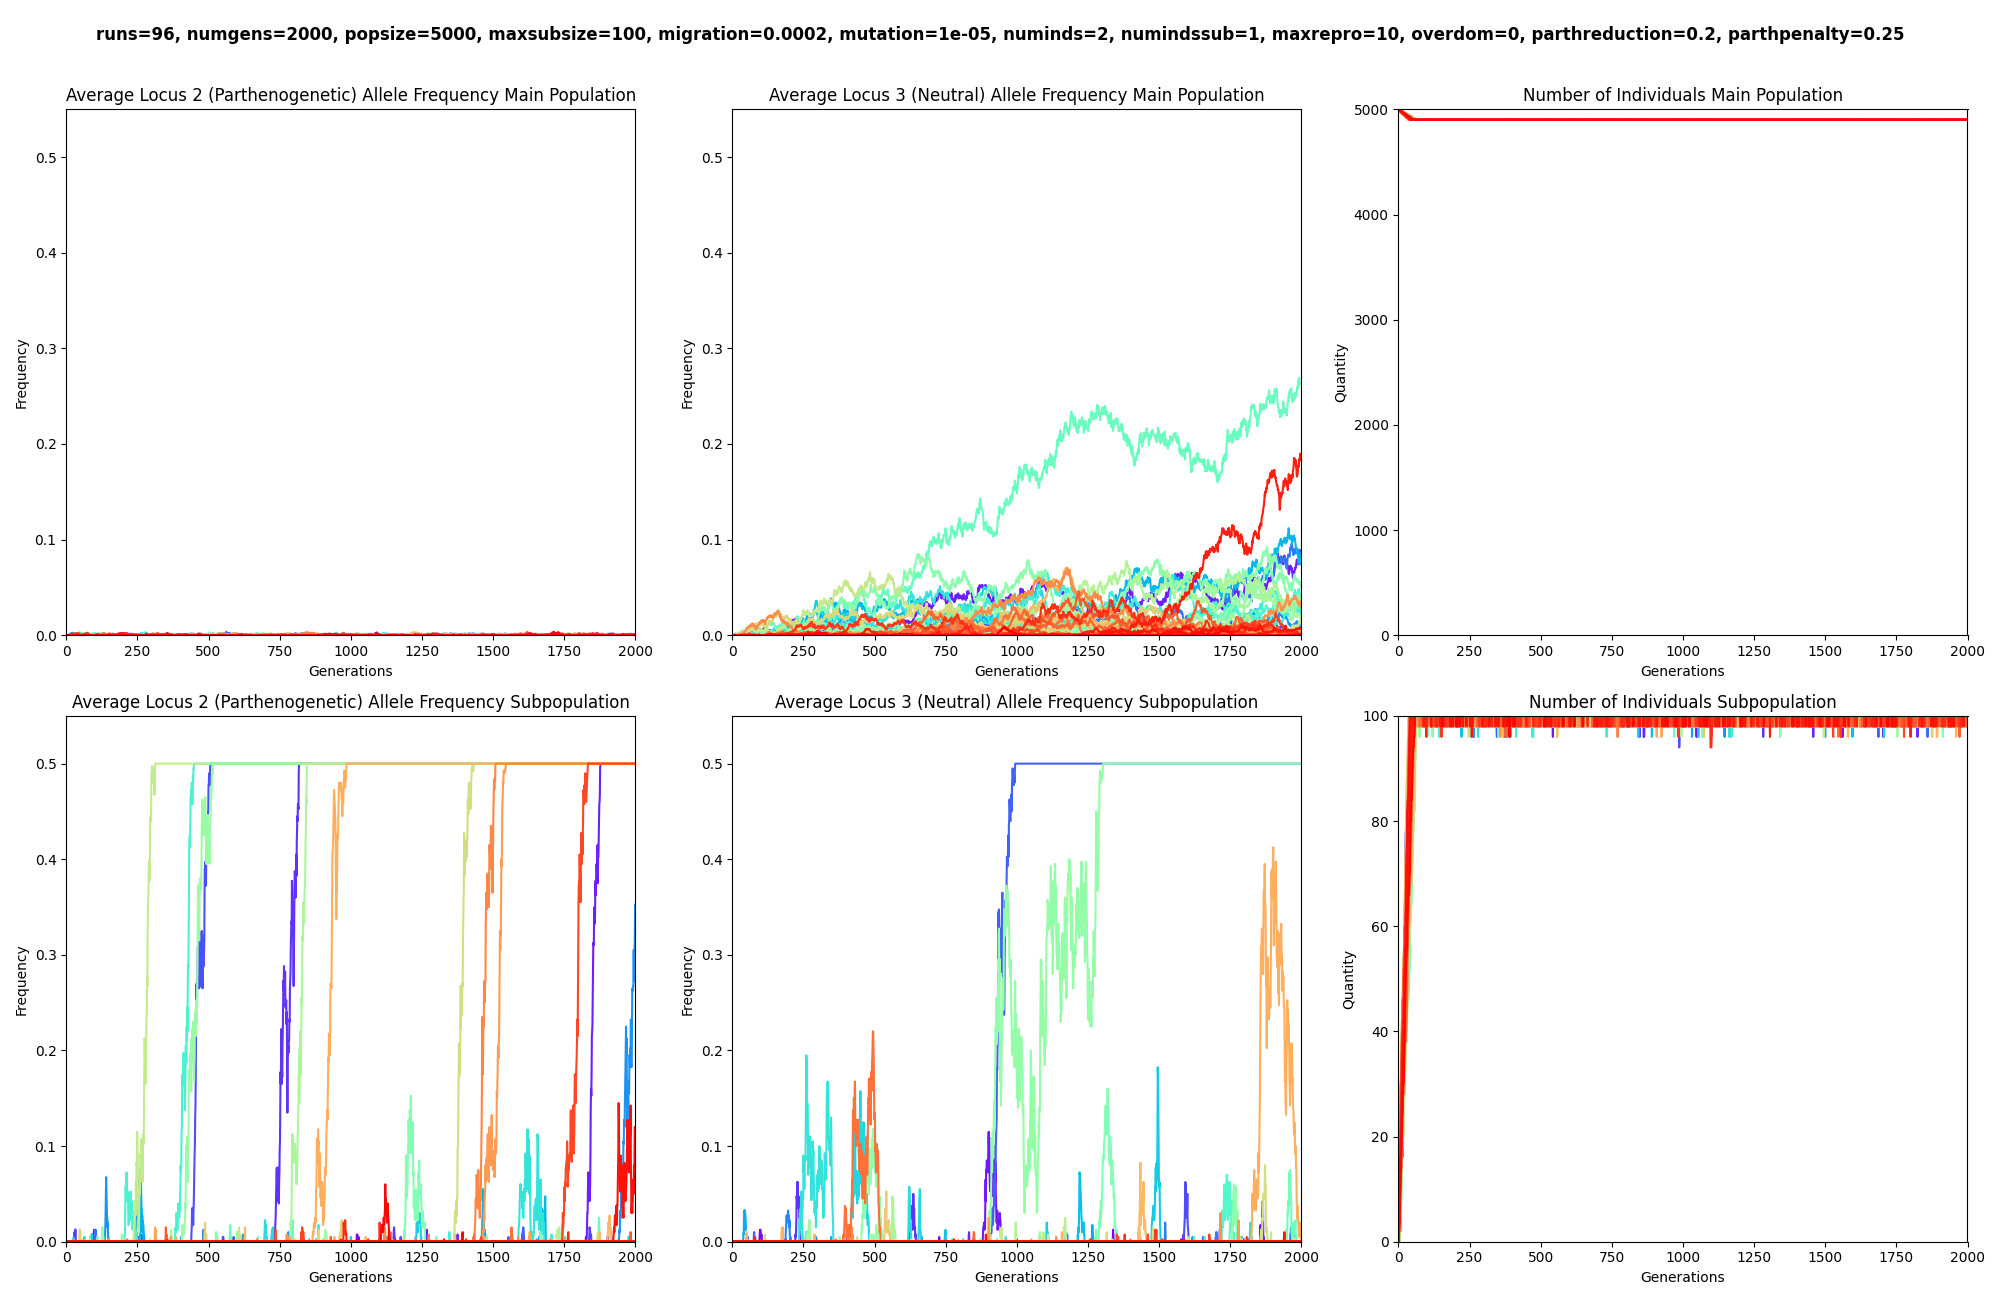 runs=96, numgens=2000, popsize=5000, maxsubsize=100, migration=0.0002, mutation=1e-05, numinds=2, numindssub=1, maxrepro=10, overdom=0, parthreduction=0.2, parthpenalty=0.25
Average Locus 2 (Parthenogenetic) Allele Frequency Main Population
Frequency
0.5
0.4
0.3
0.2
0.1
0.0
0 250 500 750 1000 1250 1500 1750 2000
Generations
Average Locus 3 (Neutral) Allele Frequency Main Population
Frequency
0.5
0.4
0.3
0.2
0.1
0.0
0 250 500 750 1000 1250 1500 1750 2000
Generations
Number of Individuals Main Population
Quantity
5000
4000
3000
2000
1000
0
0 250 500 750 1000 1250 1500 1750 2000
Generations
Average Locus 2 (Parthenogenetic) Allele Frequency Subpopulation
Frequency
0.5
0.4
0.3
0.2
0.1
0.0
0 250 500 750 1000 1250 1500 1750 2000
Generations
Average Locus 3 (Neutral) Allele Frequency Subpopulation
Frequency
0.5
0.4
0.3
0.2
0.1
0.0
0 250 500 750 1000 1250 1500 1750 2000
Generations
Number of Individuals Subpopulation
Quantity
100
80
60
40
20
0
0 250 500 750 1000 1250 1500 1750 2000
Generations